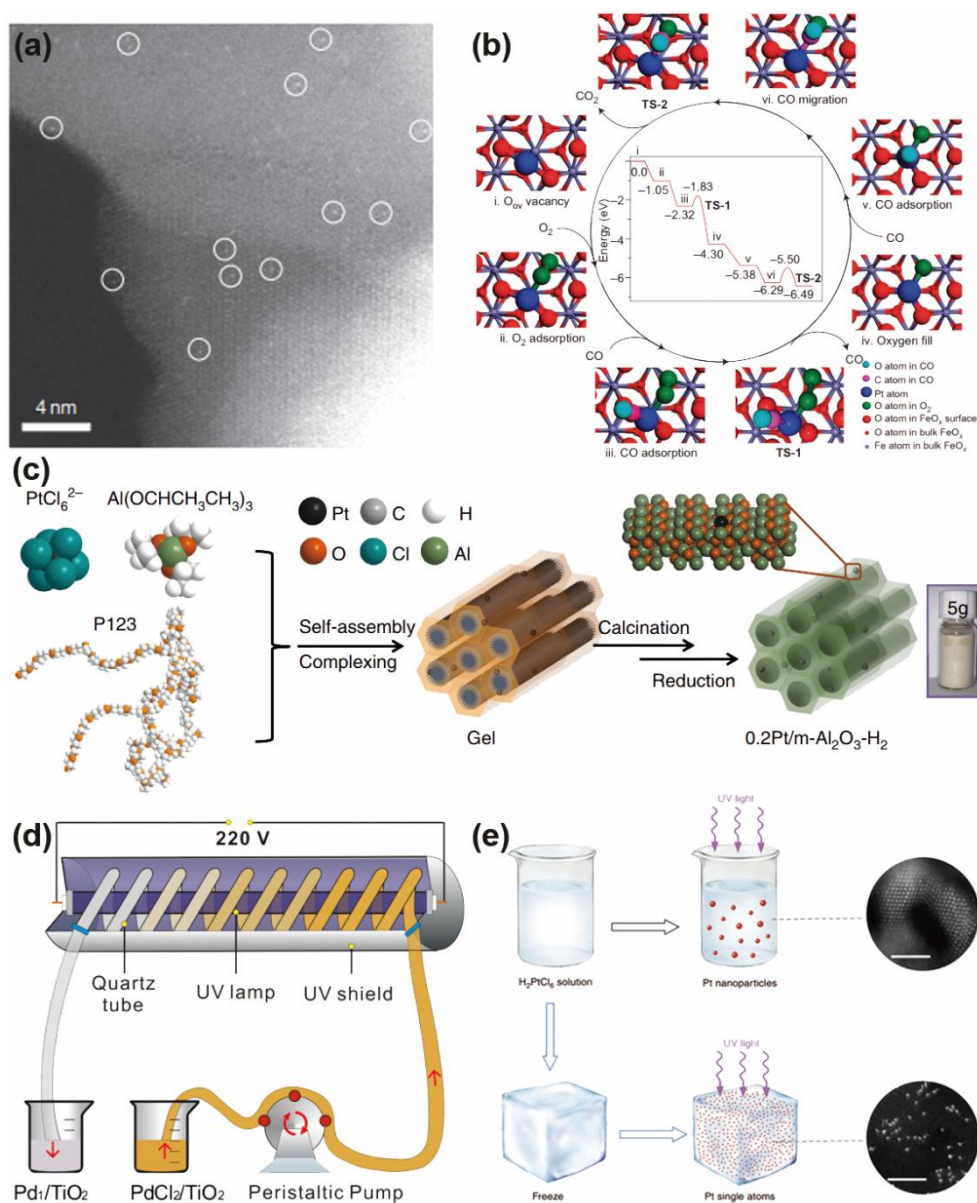 (a)
4 nm
(b)
TS-2
vi. CO migration
CO₂
i. Oov vacancy
v. CO adsorption
O₂
CO
ii. O₂ adsorption
iv. Oxygen fill
CO
CO
iii. CO adsorption
TS-1
Energy (eV)
−2
−4
−6
i
0.0
ii
−1.05
iii
−2.32
−1.83
TS-1
iv
−4.30
v
−5.38
vi
−6.29
−5.50
TS-2
−6.49
O atom in CO
C atom in CO
Pt atom
O atom in O₂
O atom in FeOₓ surface
O atom in bulk FeOₓ
Fe atom in bulk FeOₓ
(c)
PtCl₆²⁻
Al(OCHCH₃CH₃)₃
P123
Pt C H
O Cl Al
Self-assembly
Complexing
Gel
Calcination
Reduction
5g
0.2Pt/m-Al₂O₃-H₂
(d)
220 V
Quartz
tube
UV lamp
UV shield
Pd₁/TiO₂
PdCl₂/TiO₂
Peristaltic Pump
(e)
UV light
H₂PtCl₆ solution
Pt nanoparticles
UV light
Freeze
Pt single atoms